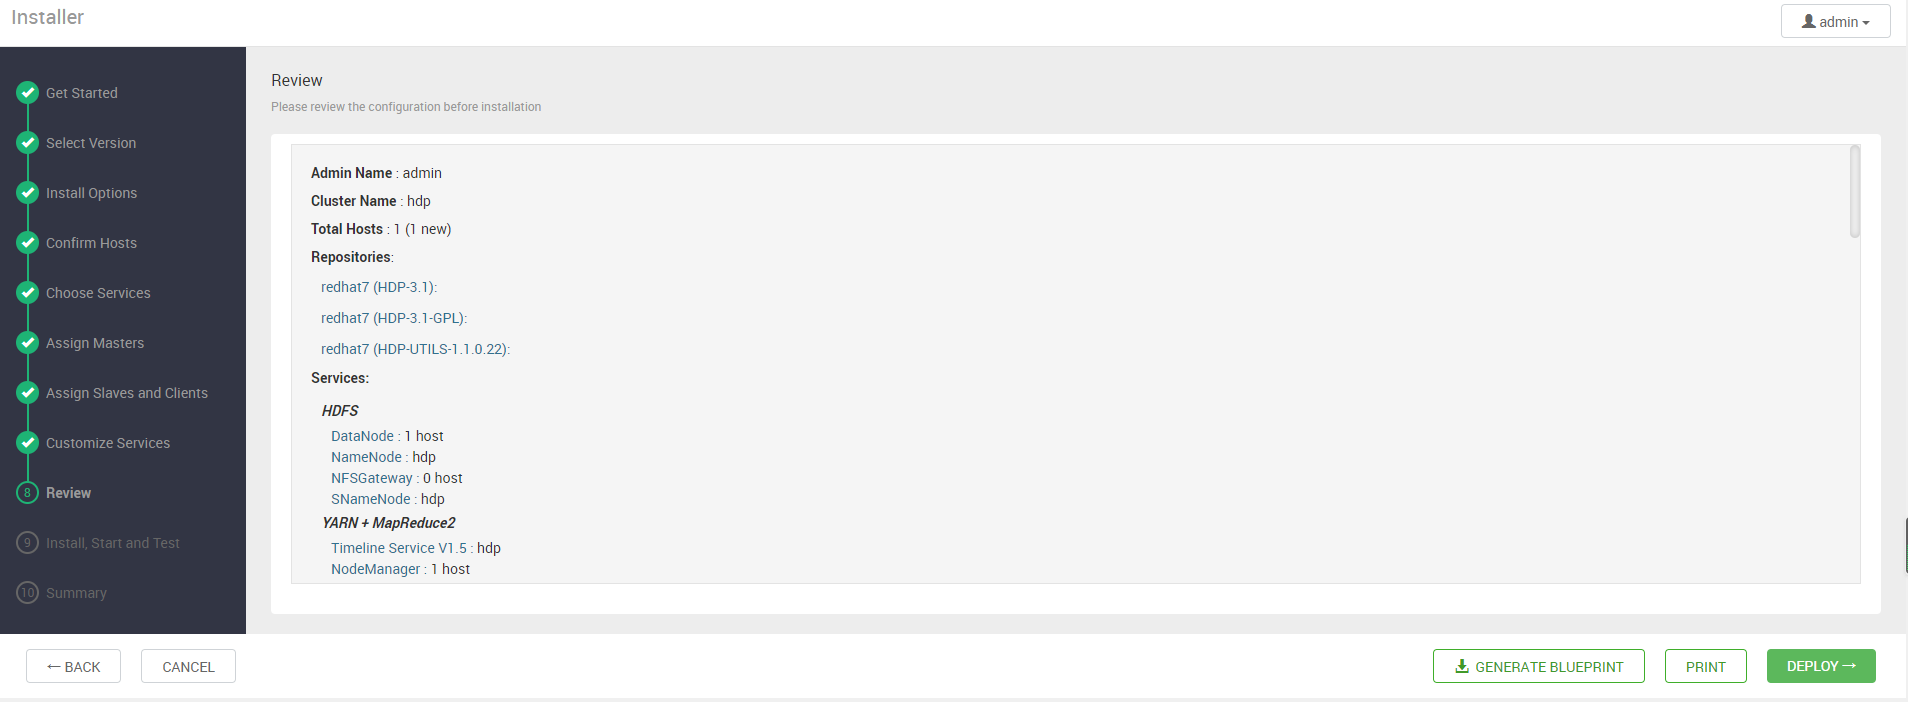 Installer
admin
Get Started
Select Version
Install Options
Confirm Hosts
Choose Services
Assign Masters
Assign Slaves and Clients
Customize Services
8 Review
9 Install, Start and Test
10 Summary
Review
Please review the configuration before installation
Admin Name : admin
Cluster Name : hdp
Total Hosts : 1 (1 new)
Repositories:
redhat7 (HDP-3.1):
redhat7 (HDP-3.1-GPL):
redhat7 (HDP-UTILS-1.1.0.22):
Services:
HDFS
DataNode : 1 host
NameNode : hdp
NFSGateway : 0 host
SNameNode : hdp
YARN + MapReduce2
Timeline Service V1.5 : hdp
NodeManager : 1 host
← BACK
CANCEL
GENERATE BLUEPRINT
PRINT
DEPLOY →